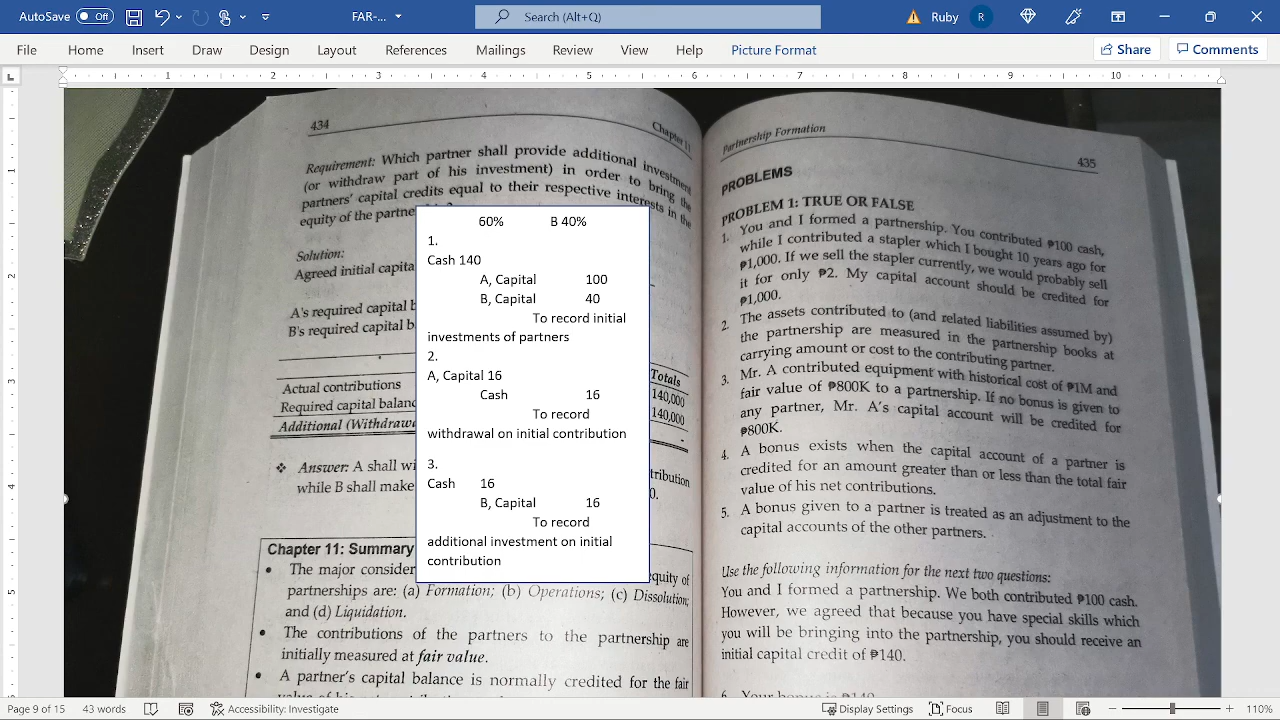 AutoSave Off
FAR-...
Search (Alt+Q)
Ruby R
File Home Insert Draw Design Layout References Mailings Review View Help Picture Format
Share Comments
1 2 3 4 5 6 7 8 9 10
434
Chapter 11
Requirement: Which partner shall provide additional investment
(or withdraw part of his investment) in order to bring the
partners' capital credits equal to their respective interests in the
equity of the partne
Solution:
Agreed initial capita
A's required capital b
B's required capital b
Totals
Actual contributions 140,000
Required capital balanc 140,000
Additional (Withdrawa -
Answer: A shall wi tribution
while B shall make 0.
60% B 40%
1.
Cash 140
A, Capital 100
B, Capital 40
To record initial
investments of partners
2.
A, Capital 16
Cash 16
To record
withdrawal on initial contribution
3.
Cash 16
B, Capital 16
To record
additional investment on initial
contribution
Chapter 11: Summary
• The major consider equity of
partnerships are: (a) Formation; (b) Operations; (c) Dissolution;
and (d) Liquidation.
• The contributions of the partners to the partnership are
initially measured at fair value.
• A partner's capital balance is normally credited for the fair
Partnership Formation
435
PROBLEMS
PROBLEM 1: TRUE OR FALSE
1. You and I formed a partnership. You contributed ₱100 cash,
while I contributed a stapler which I bought 10 years ago for
₱1,000. If we sell the stapler currently, we would probably sell
it for only ₱2. My capital account should be credited for
₱1,000.
2. The assets contributed to (and related liabilities assumed by)
the partnership are measured in the partnership books at
carrying amount or cost to the contributing partner.
3. Mr. A contributed equipment with historical cost of ₱1M and
fair value of ₱800K to a partnership. If no bonus is given to
any partner, Mr. A's capital account will be credited for
₱800K.
4. A bonus exists when the capital account of a partner is
credited for an amount greater than or less than the total fair
value of his net contributions.
5. A bonus given to a partner is treated as an adjustment to the
capital accounts of the other partners.
Use the following information for the next two questions:
You and I formed a partnership. We both contributed ₱100 cash.
However, we agreed that because you have special skills which
you will be bringing into the partnership, you should receive an
initial capital credit of ₱140.
6. Your bonus is ₱140.
Page 9 of 15 43 words Accessibility: Investigate Display Settings Focus 110%